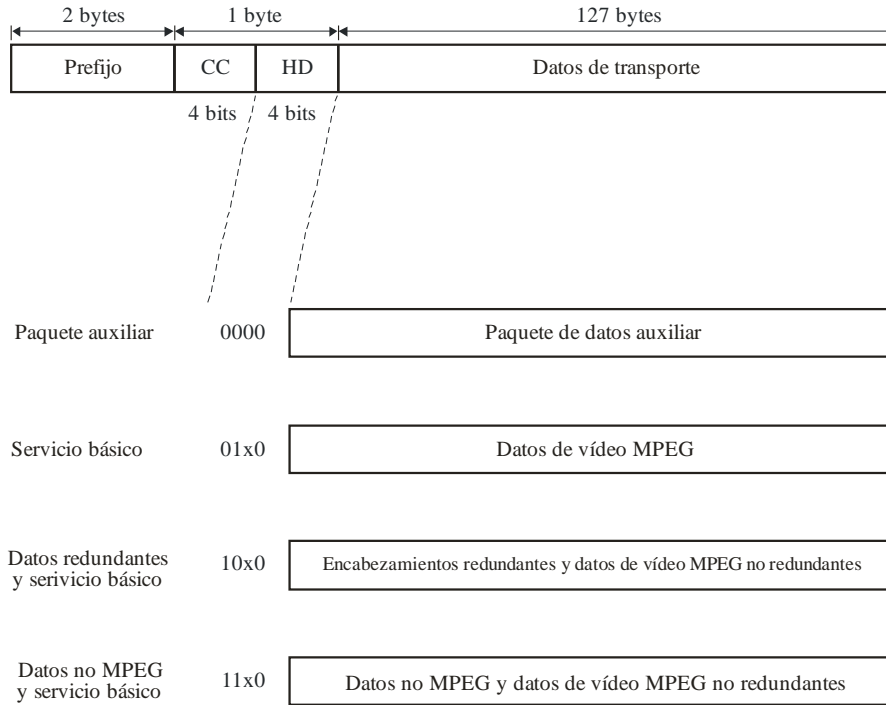 2 bytes 1 byte 127 bytes
Prefijo CC HD Datos de transporte
4 bits 4 bits
Paquete auxiliar 0000 Paquete de datos auxiliar
Servicio básico 01x0 Datos de vídeo MPEG
Datos redundantes
y serivicio básico 10x0 Encabezamientos redundantes y datos de vídeo MPEG no redundantes
Datos no MPEG
y servicio básico 11x0 Datos no MPEG y datos de vídeo MPEG no redundantes